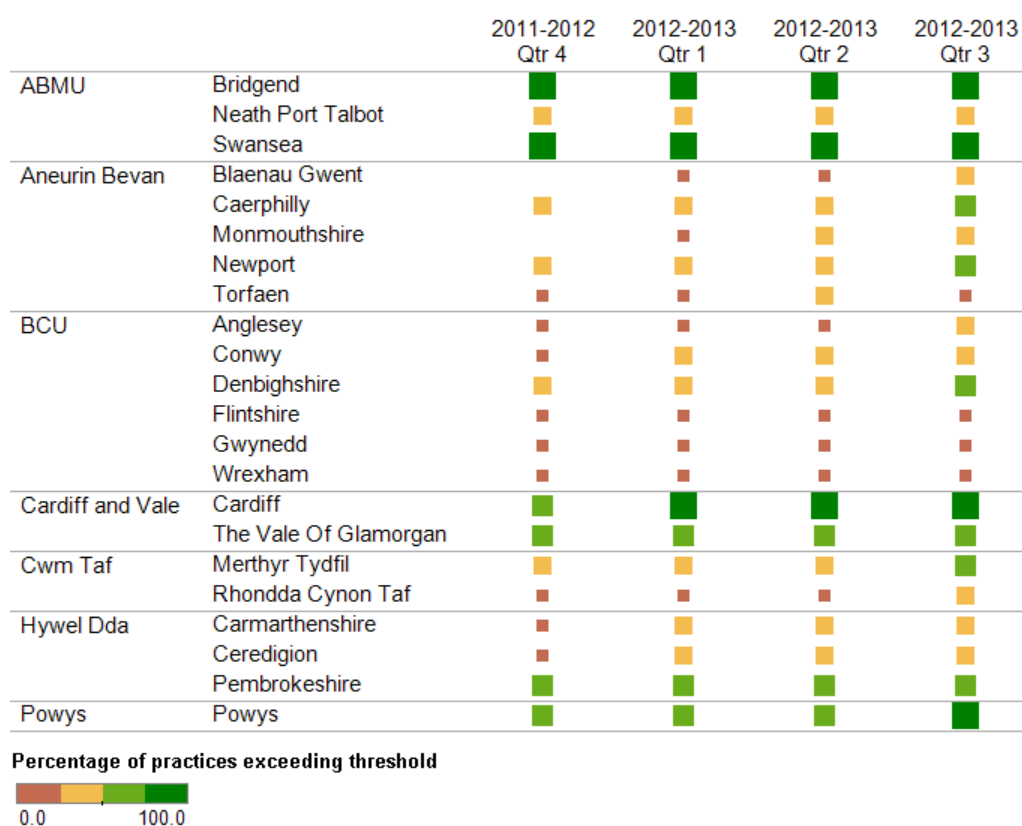 2011-2012 2012-2013 2012-2013 2012-2013
Qtr 4 Qtr 1 Qtr 2 Qtr 3
ABMU Bridgend
Neath Port Talbot
Swansea
Aneurin Bevan Blaenau Gwent
Caerphilly
Monmouthshire
Newport
Torfaen
BCU Anglesey
Conwy
Denbighshire
Flintshire
Gwynedd
Wrexham
Cardiff and Vale Cardiff
The Vale Of Glamorgan
Cwm Taf Merthyr Tydfil
Rhondda Cynon Taf
Hywel Dda Carmarthenshire
Ceredigion
Pembrokeshire
Powys Powys
Percentage of practices exceeding threshold
0.0 100.0